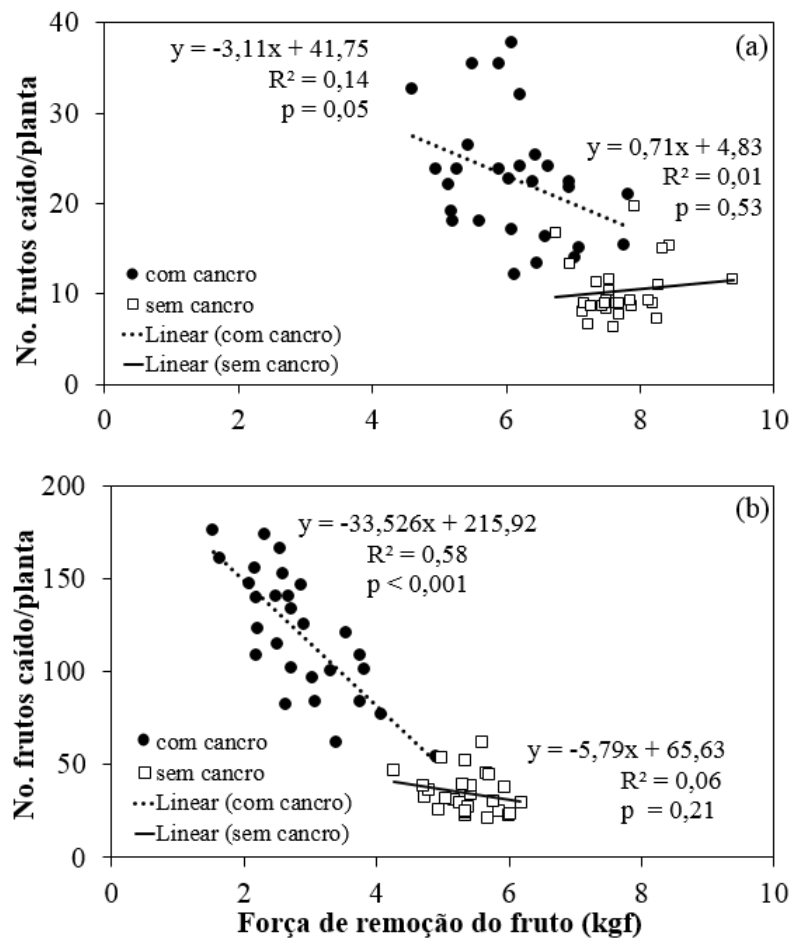 No. frutos caído/planta
40
30
20
10
0
(a)
y = -3,11x + 41,75
R² = 0,14
p = 0,05
y = 0,71x + 4,83
R² = 0,01
p = 0,53
com cancro
sem cancro
Linear (com cancro)
Linear (sem cancro)
0 2 4 6 8 10
No. frutos caído/planta
200
150
100
50
0
(b)
y = -33,526x + 215,92
R² = 0,58
p < 0,001
y = -5,79x + 65,63
R² = 0,06
p = 0,21
com cancro
sem cancro
Linear (com cancro)
Linear (sem cancro)
0 2 4 6 8 10
Força de remoção do fruto (kgf)